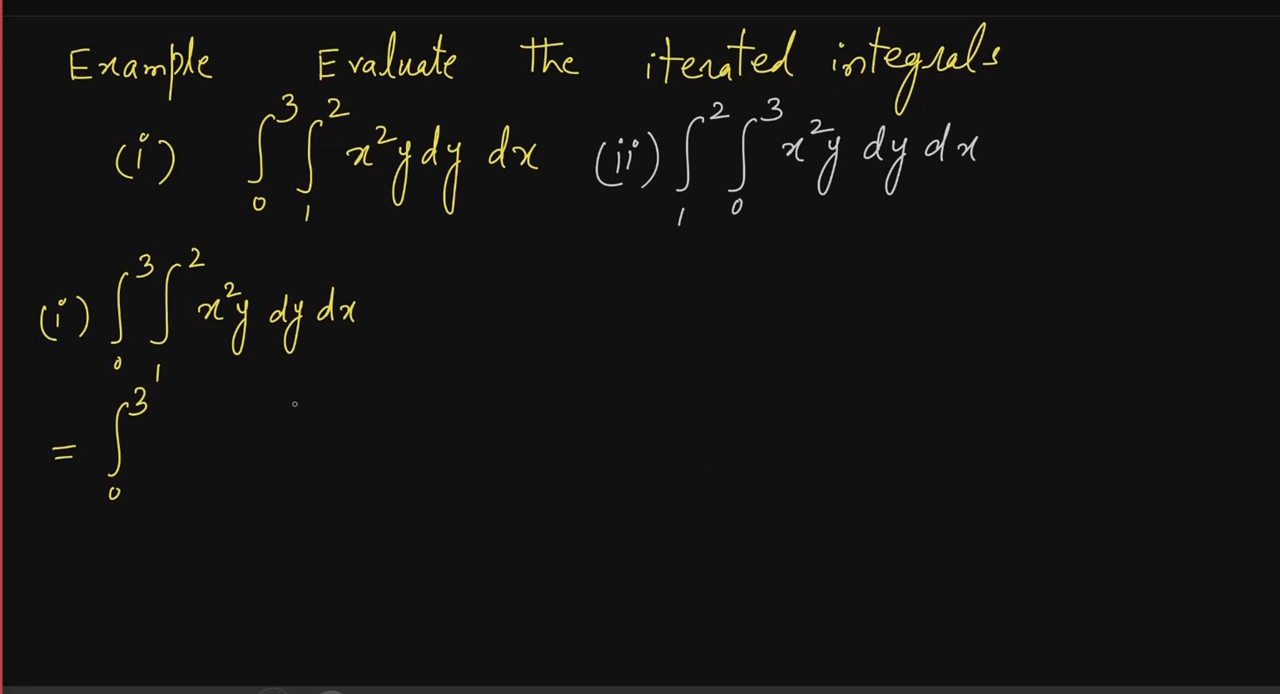 Example Evaluate the iterated integrals
(i) ∫₀³ ∫₁² x²y dy dx (ii) ∫₁² ∫₀³ x²y dy dx
(i) ∫₀³ ∫₁² x²y dy dx
= ∫₀³